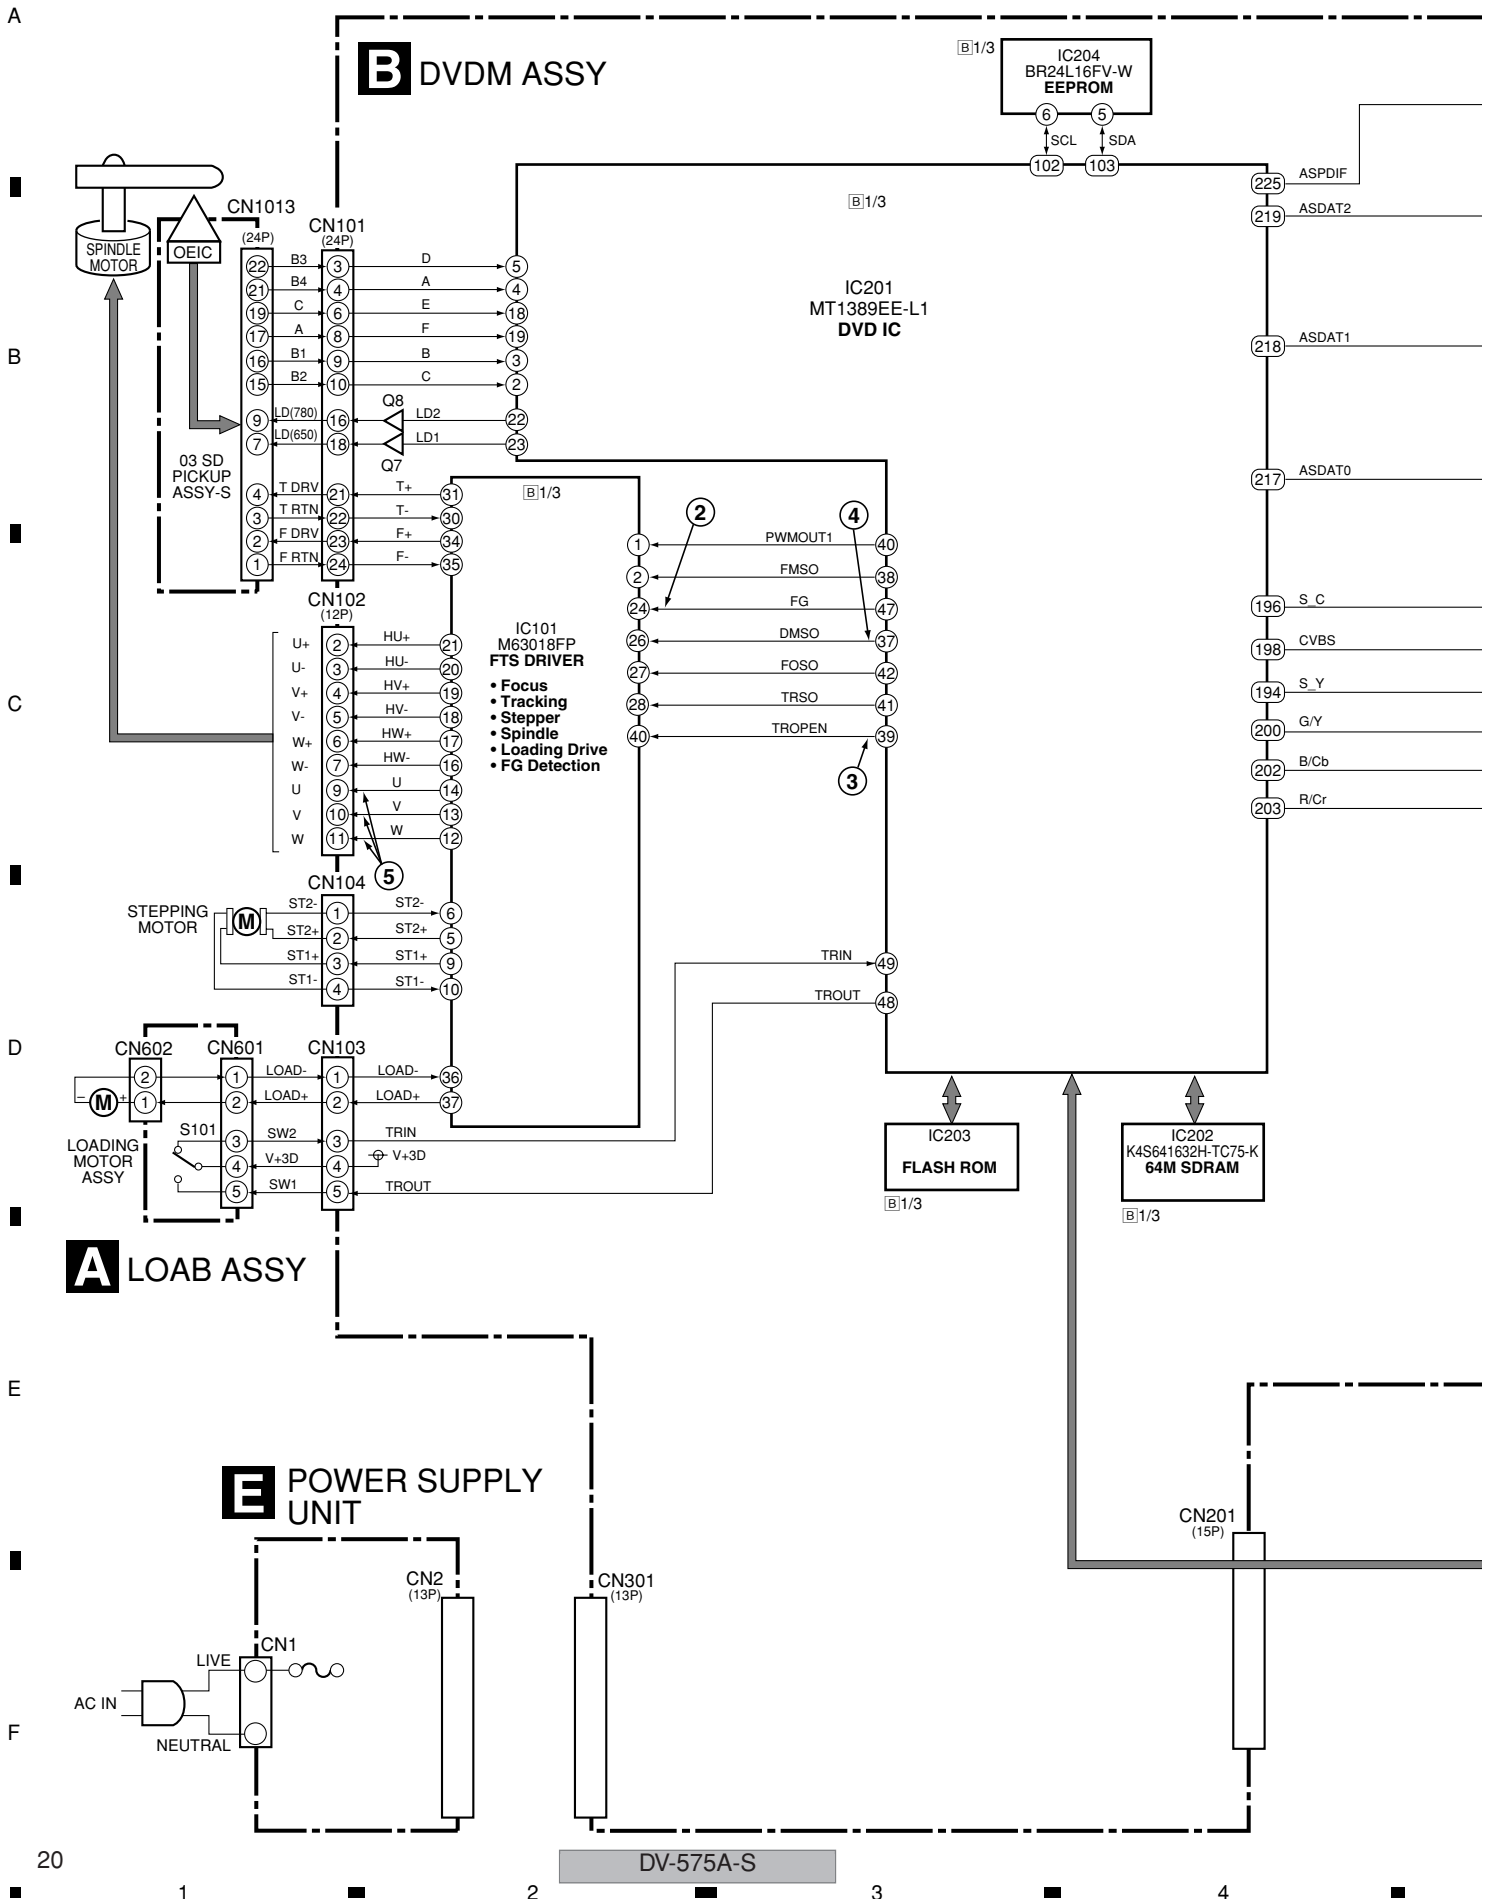 A
B DVDM ASSY
B 1/3
IC204
BR24L16FV-W
EEPROM
6 5
SCL SDA
102 103
B 1/3
225 ASPDIF
219 ASDAT2
218 ASDAT1
217 ASDAT0
196 S_C
198 CVBS
194 S_Y
200 G/Y
202 B/Cb
203 R/Cr
IC201
MT1389EE-L1
DVD IC
SPINDLE
MOTOR
OEIC
CN1013
(24P)
CN101
(24P)
22 B3 3 D 5
21 B4 4 A 4
19 C 6 E 18
17 A 8 F 19
B
16 B1 9 B 3
15 B2 10 C 2
Q8
9 LD(780) 16 LD2 22
7 LD(650) 18 LD1 23
Q7
03 SD
PICKUP
ASSY-S
4 T DRV 21 T+ 31
3 T RTN 22 T- 30
2 F DRV 23 F+ 34
1 F RTN 24 F- 35
B 1/3
2 4
1 PWMOUT1 40
2 FMSO 38
24 FG 47
26 DMSO 37
27 FOSO 42
28 TRSO 41
40 TROPEN 39
3
IC101
M63018FP
FTS DRIVER
• Focus
• Tracking
• Stepper
• Spindle
• Loading Drive
• FG Detection
CN102
(12P)
U+ 2 HU+ 21
U- 3 HU- 20
V+ 4 HV+ 19
C
V- 5 HV- 18
W+ 6 HW+ 17
W- 7 HW- 16
U 9 U 14
V 10 V 13
W 11 W 12
5
CN104
STEPPING
MOTOR
M
ST2- 1 ST2- 6
ST2+ 2 ST2+ 5
ST1+ 3 ST1+ 9
ST1- 4 ST1- 10
TRIN 49
TROUT 48
D
CN602 CN601 CN103
2 1 LOAD- 1 LOAD- 36
- M + 1 2 LOAD+ 2 LOAD+ 37
LOADING
MOTOR
ASSY
S101
3 SW2 3 TRIN
4 V+3D 4 V+3D
5 SW1 5 TROUT
IC203
FLASH ROM
B 1/3
IC202
K4S641632H-TC75-K
64M SDRAM
B 1/3
A LOAB ASSY
E
E POWER SUPPLY
UNIT
CN201
(15P)
CN2
(13P)
CN301
(13P)
CN1
LIVE
AC IN
NEUTRAL
F
20
DV-575A-S
1 2 3 4